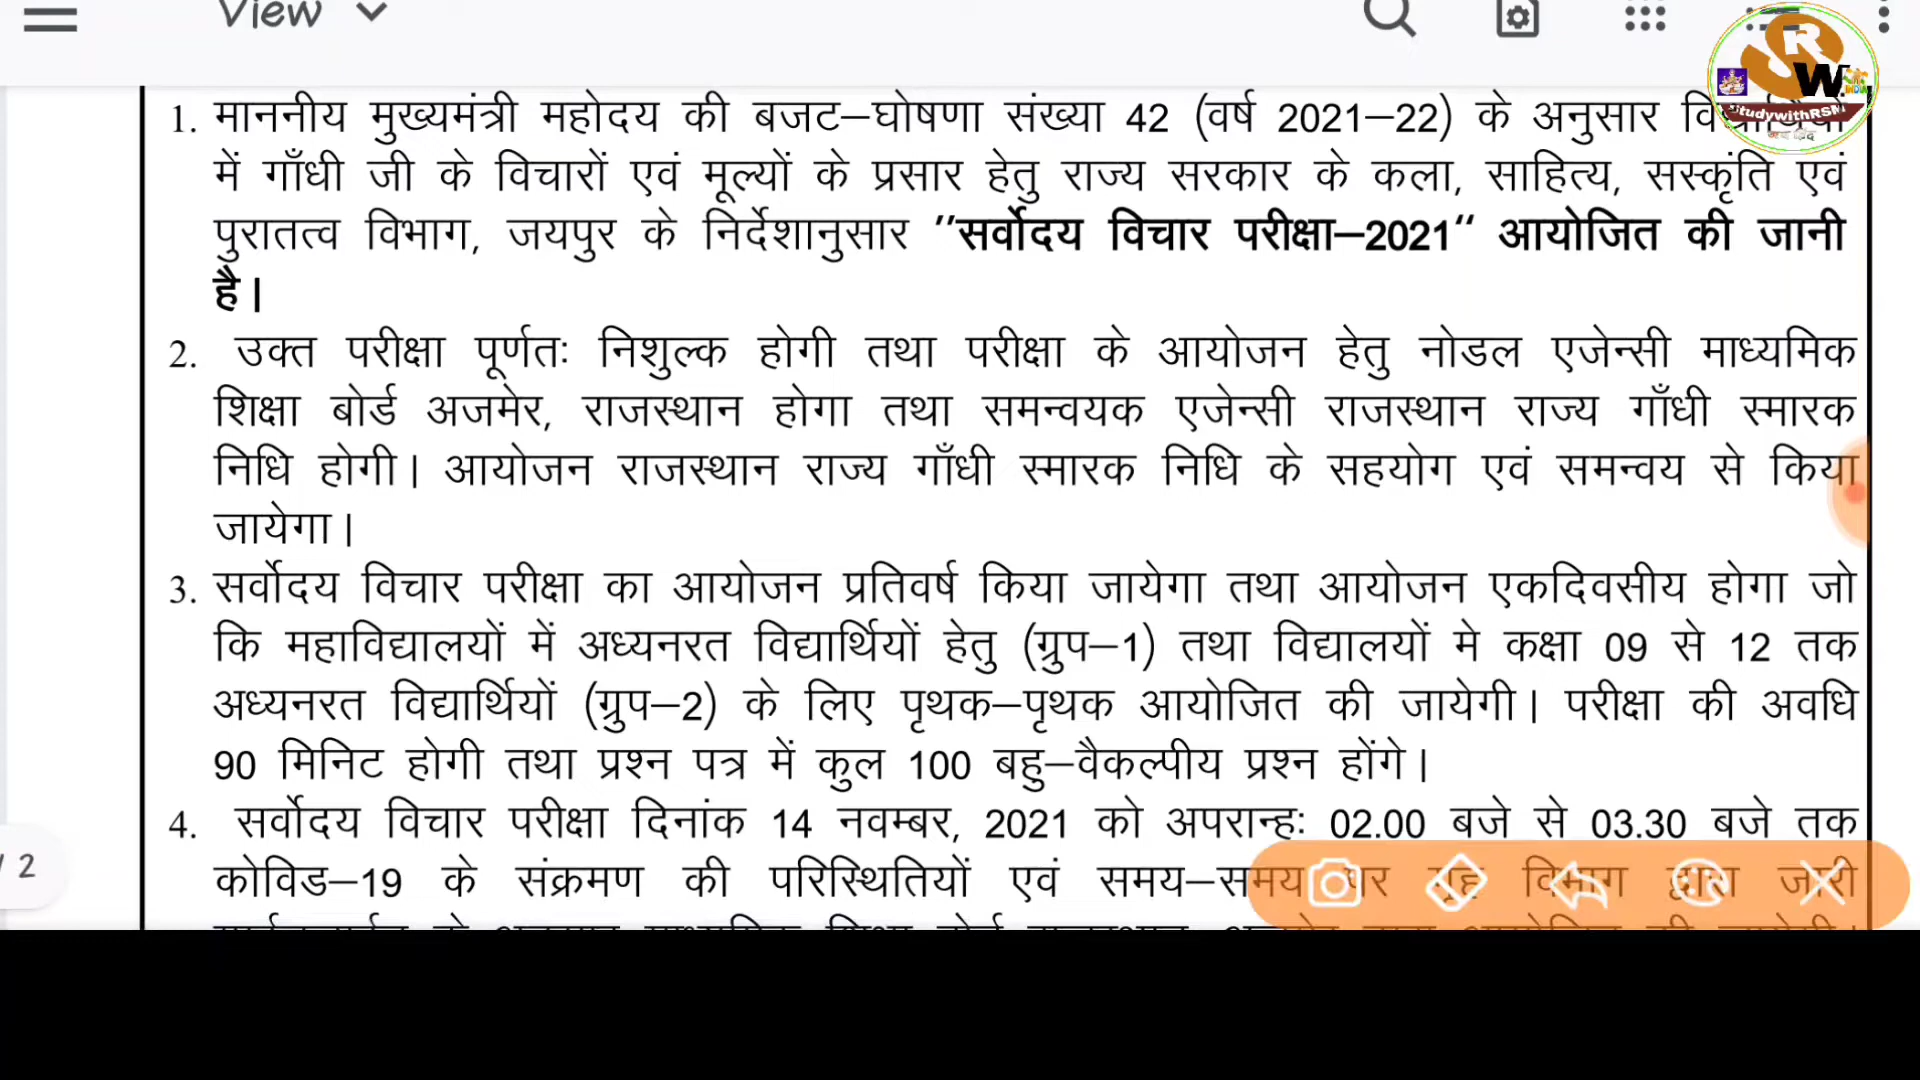 View
1. माननीय मुख्यमंत्री महोदय की बजट–घोषणा संख्या 42 (वर्ष 2021–22) के अनुसार
में गाँधी जी के विचारों एवं मूल्यों के प्रसार हेतु राज्य सरकार के कला, साहित्य, सस्कृंति एवं
पुरातत्व विभाग, जयपुर के निर्देशानुसार ”सर्वोदय विचार परीक्षा–2021“ आयोजित की जानी
है।
2. उक्त परीक्षा पूर्णतः निशुल्क होगी तथा परीक्षा के आयोजन हेतु नोडल एजेन्सी माध्यमिक
शिक्षा बोर्ड अजमेर, राजस्थान होगा तथा समन्वयक एजेन्सी राजस्थान राज्य गाँधी स्मारक
निधि होगी। आयोजन राजस्थान राज्य गाँधी स्मारक निधि के सहयोग एवं समन्वय से किया
जायेगा।
3. सर्वोदय विचार परीक्षा का आयोजन प्रतिवर्ष किया जायेगा तथा आयोजन एकदिवसीय होगा जो
कि महाविद्यालयों में अध्यनरत विद्यार्थियों हेतु (ग्रुप–1) तथा विद्यालयों मे कक्षा 09 से 12 तक
अध्यनरत विद्यार्थियों (ग्रुप–2) के लिए पृथक–पृथक आयोजित की जायेगी। परीक्षा की अवधि
90 मिनिट होगी तथा प्रश्न पत्र में कुल 100 बहु–वैकल्पीय प्रश्न होंगे।
4. सर्वोदय विचार परीक्षा दिनांक 14 नवम्बर, 2021 को अपरान्हः 02.00 बजे से 03.30 बजे तक
कोविड–19 के संक्रमण की परिस्थितियों एवं समय–समय पर गृह विभाग द्वारा जारी
/ 2
SRW
StudywithRSM
जय हिंद